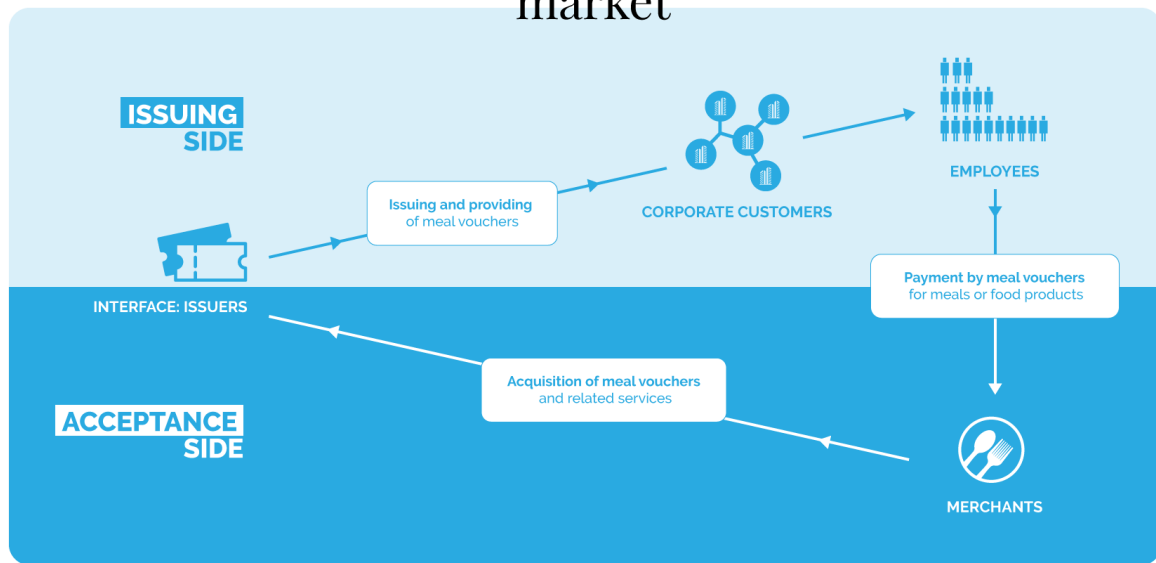 market
ISSUING
SIDE
EMPLOYEES
Issuing and providing
of meal vouchers
CORPORATE CUSTOMERS
INTERFACE: ISSUERS
Payment by meal vouchers
for meals or food products
Acquisition of meal vouchers
and related services
ACCEPTANCE
SIDE
MERCHANTS